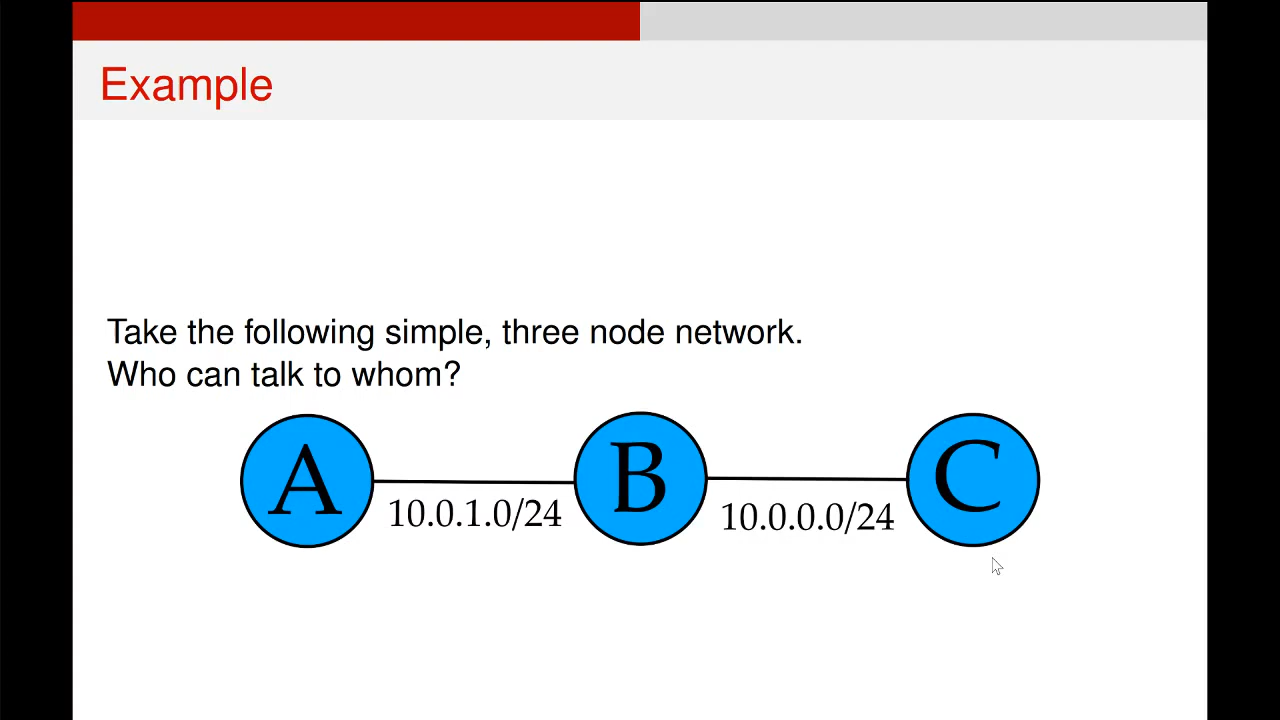 Example
Take the following simple, three node network.
Who can talk to whom?
A
B
C
10.0.1.0/24
10.0.0.0/24